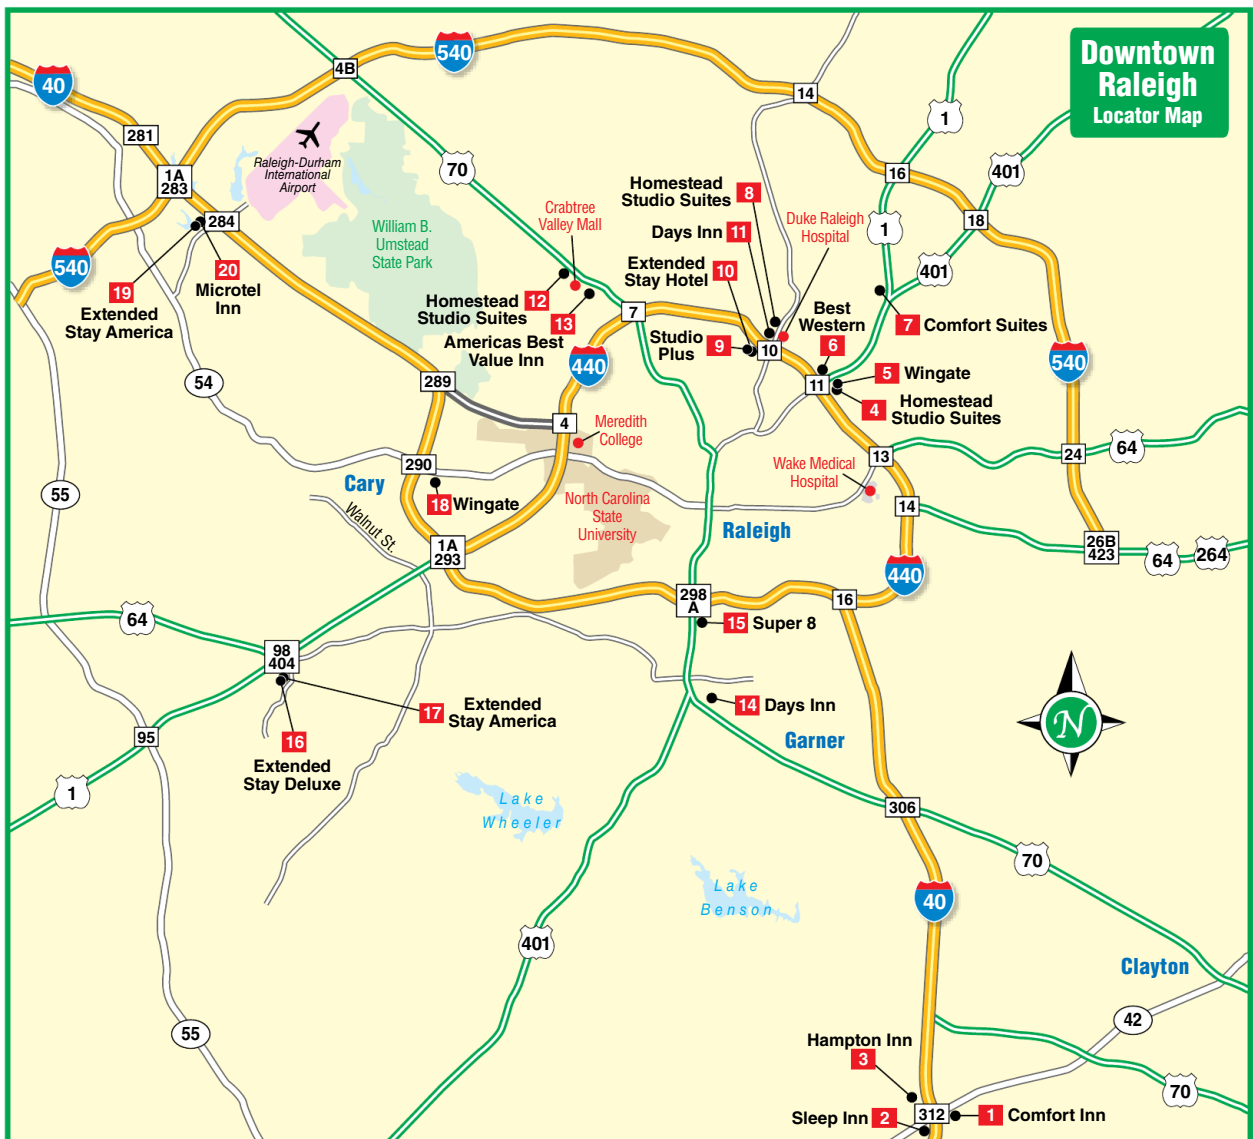 Downtown
Raleigh
Locator Map
540
40
4B
281
14
1
1A
283
Raleigh-Durham
International
Airport
70
16
401
284
William B.
Umstead
State Park
Crabtree
Valley Mall
Homestead
Studio Suites
8
Days Inn
11
Duke Raleigh
Hospital
1
18
540
Extended
Stay Hotel
10
401
19
Extended
Stay America
20
Microtel
Inn
Homestead
Studio Suites
12
13
Americas Best
Value Inn
7
Studio
Plus
9
10
Best
Western
6
7
Comfort Suites
440
540
54
289
11
5
Wingate
4
Homestead
Studio Suites
4
Meredith
College
13
64
24
290
Cary
18
Wingate
Wake Medical
Hospital
55
Walnut St.
North Carolina
State
University
14
Raleigh
1A
293
26B
423
64
264
440
298
A
16
64
15
Super 8
98
404
17
Extended
Stay America
14
Days Inn
N
95
16
Extended
Stay Deluxe
Garner
1
Lake
Wheeler
306
70
Lake
Benson
40
401
Clayton
55
42
Hampton Inn
3
70
Sleep Inn
2
312
1
Comfort Inn